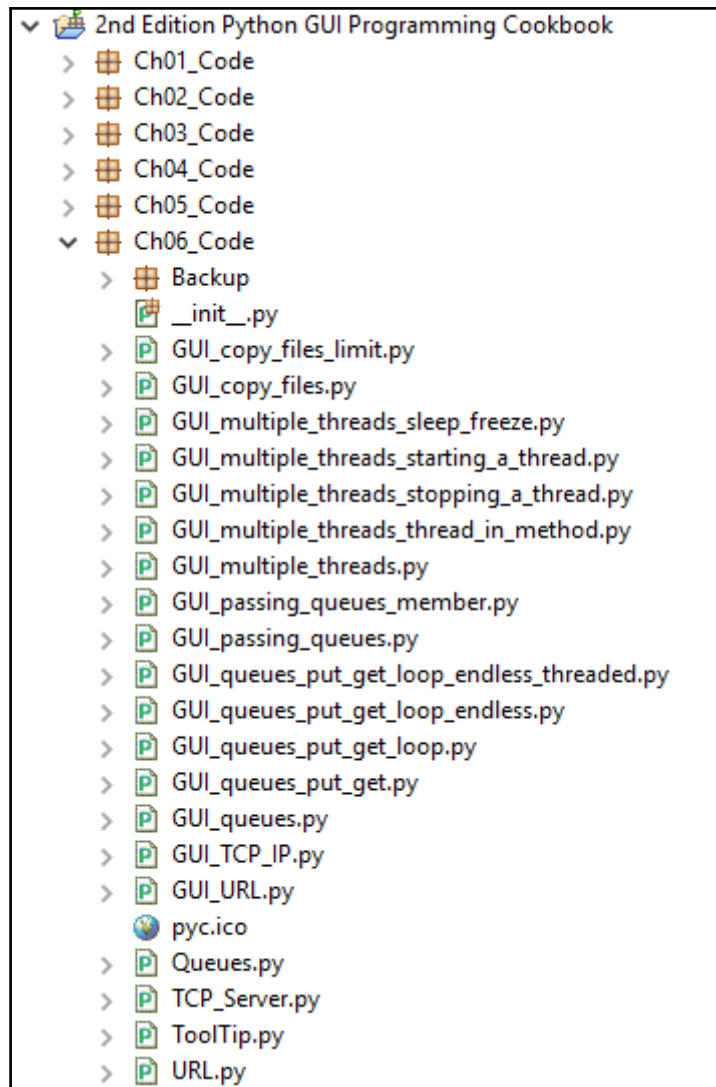 2nd Edition Python GUI Programming Cookbook
Ch01_Code
Ch02_Code
Ch03_Code
Ch04_Code
Ch05_Code
Ch06_Code
Backup
__init__.py
GUI_copy_files_limit.py
GUI_copy_files.py
GUI_multiple_threads_sleep_freeze.py
GUI_multiple_threads_starting_a_thread.py
GUI_multiple_threads_stopping_a_thread.py
GUI_multiple_threads_thread_in_method.py
GUI_multiple_threads.py
GUI_passing_queues_member.py
GUI_passing_queues.py
GUI_queues_put_get_loop_endless_threaded.py
GUI_queues_put_get_loop_endless.py
GUI_queues_put_get_loop.py
GUI_queues_put_get.py
GUI_queues.py
GUI_TCP_IP.py
GUI_URL.py
pyc.ico
Queues.py
TCP_Server.py
ToolTip.py
URL.py